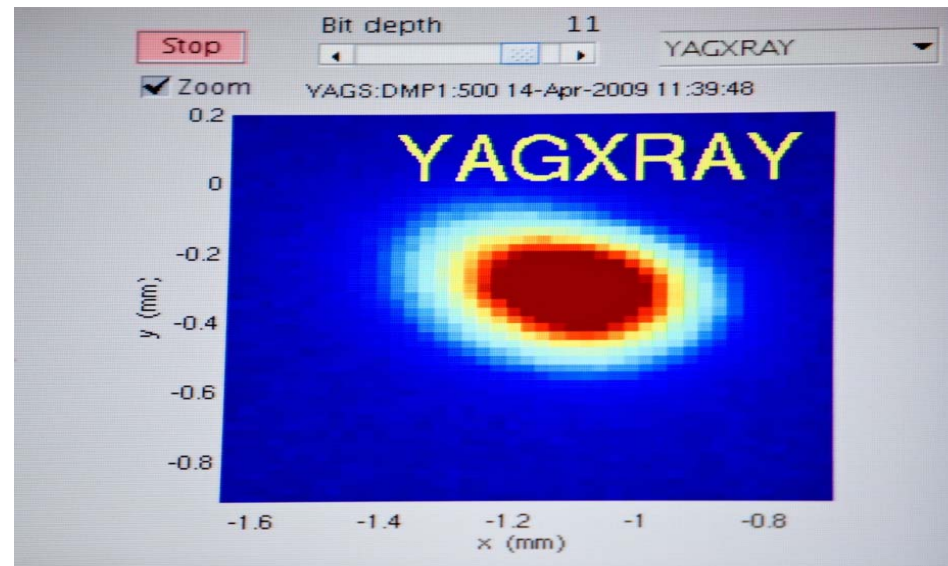 Bit depth 11
Stop
YAGXRAY
Zoom
YAGS:DMP1:500 14-Apr-2009 11:39:48
YAGXRAY
0.2
0
-0.2
-0.4
-0.6
-0.8
y (mm)
-1.6 -1.4 -1.2 -1 -0.8
x (mm)